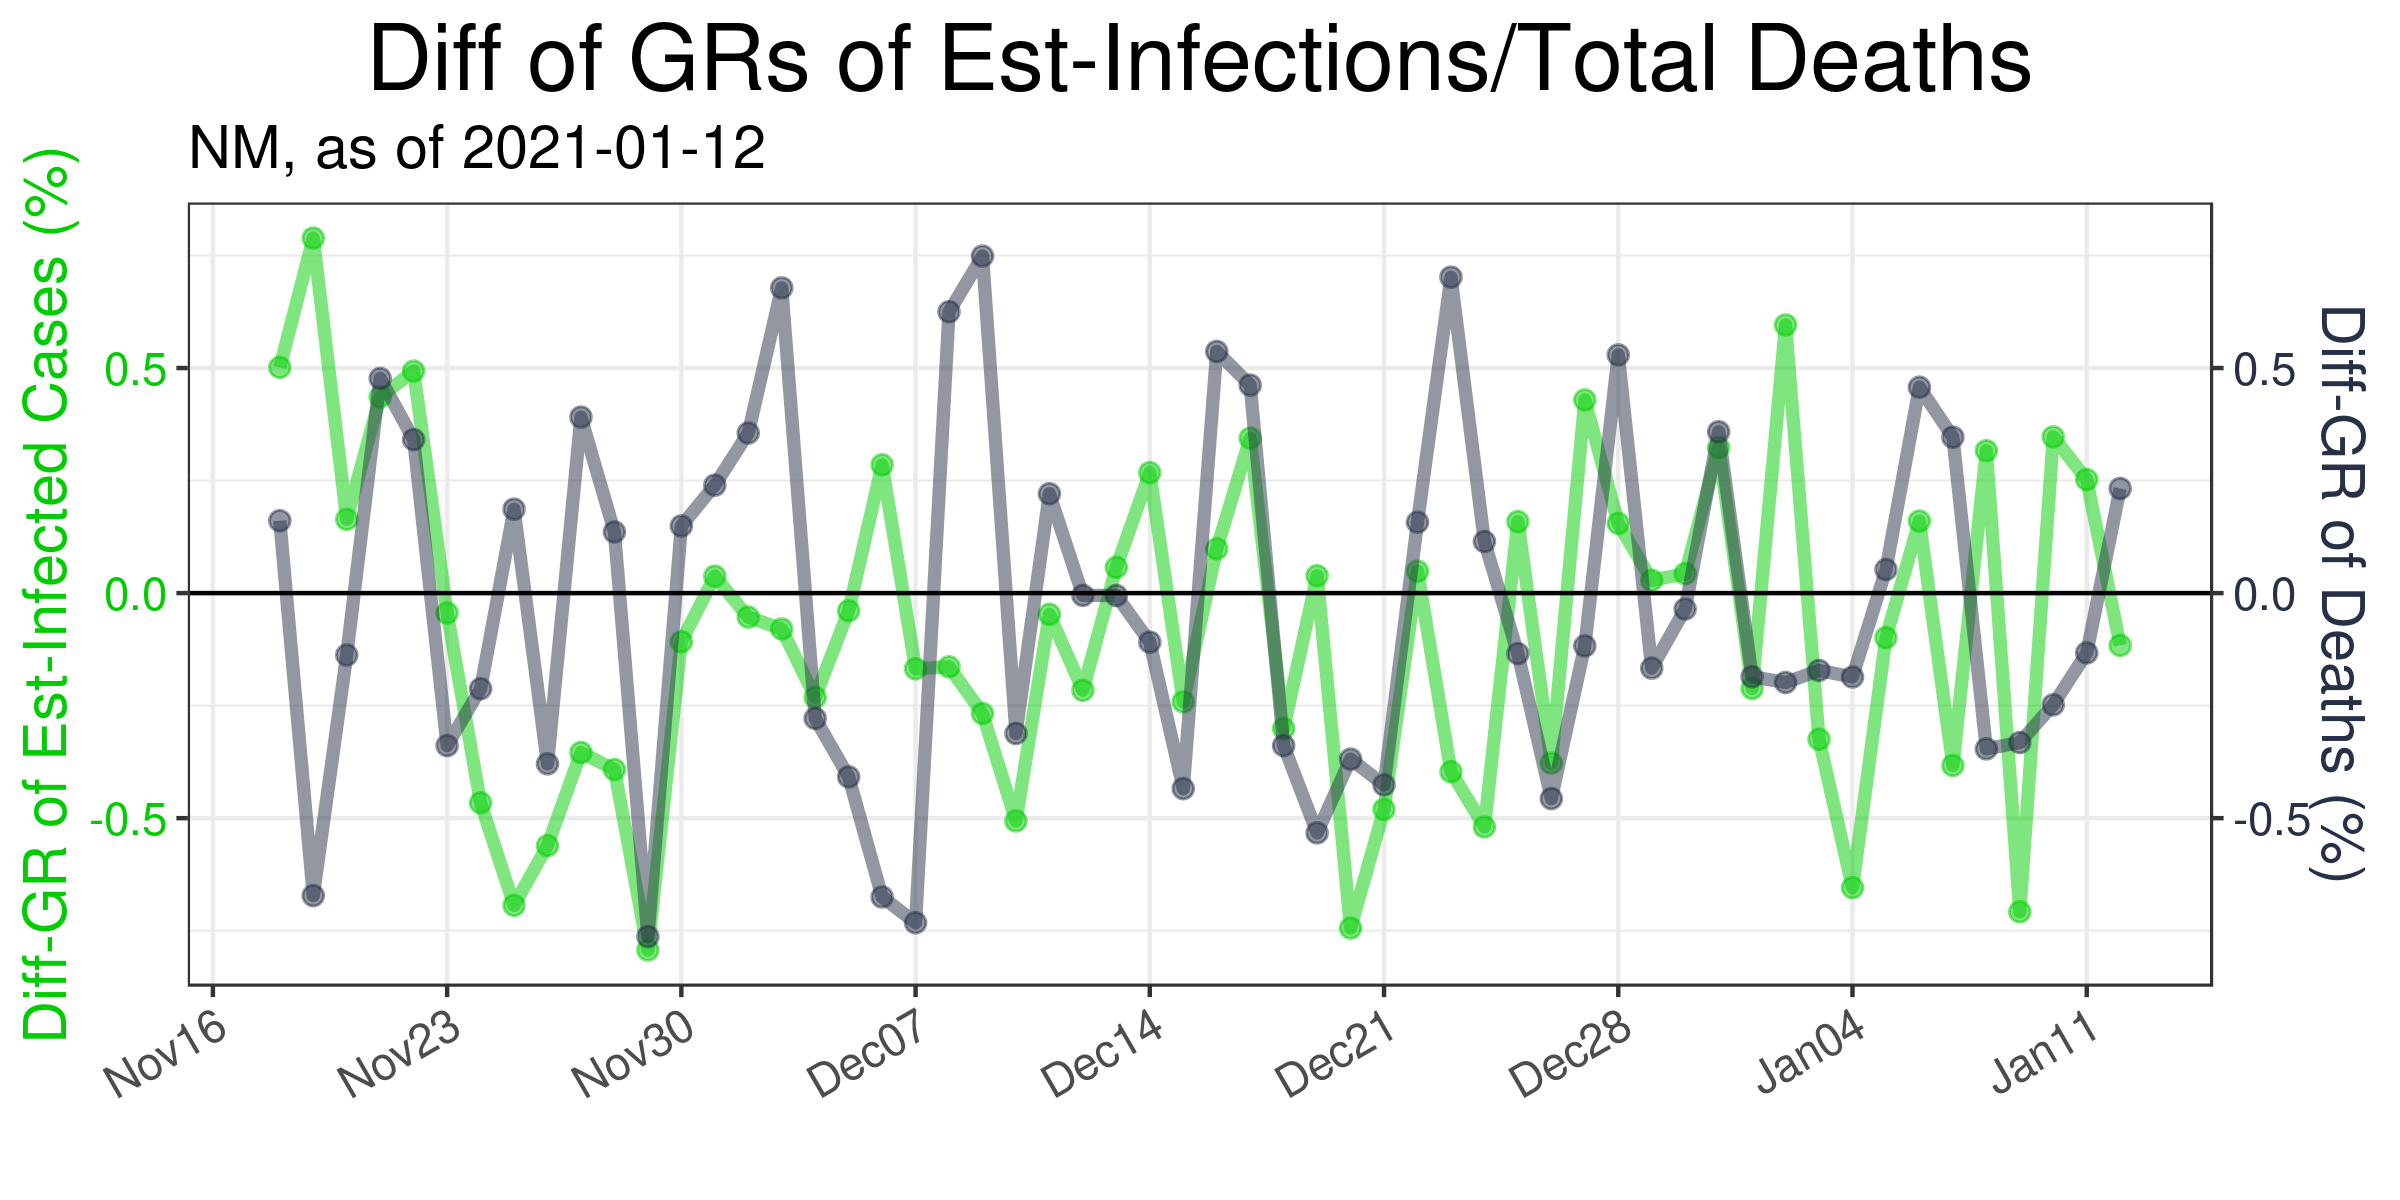 Diff of GRs of Est-Infections/Total Deaths
NM, as of 2021-01-12
Diff-GR of Est-Infected Cases (%)
0.5
0.0
-0.5
0.5
0.0
-0.5
Diff-GR of Deaths (%)
Nov16
Nov23
Nov30
Dec07
Dec14
Dec21
Dec28
Jan04
Jan11